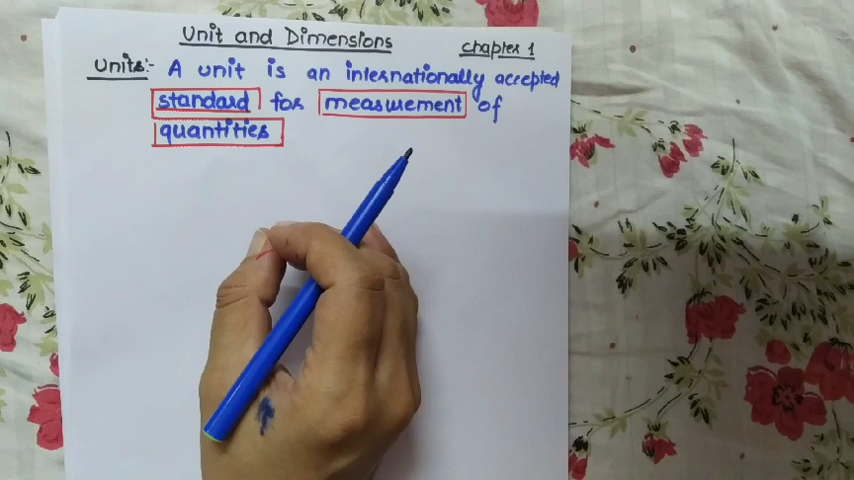 Unit and Dimensions
chapter 1
Units:- A unit is an internationally accepted
standard for measurement of
quantities